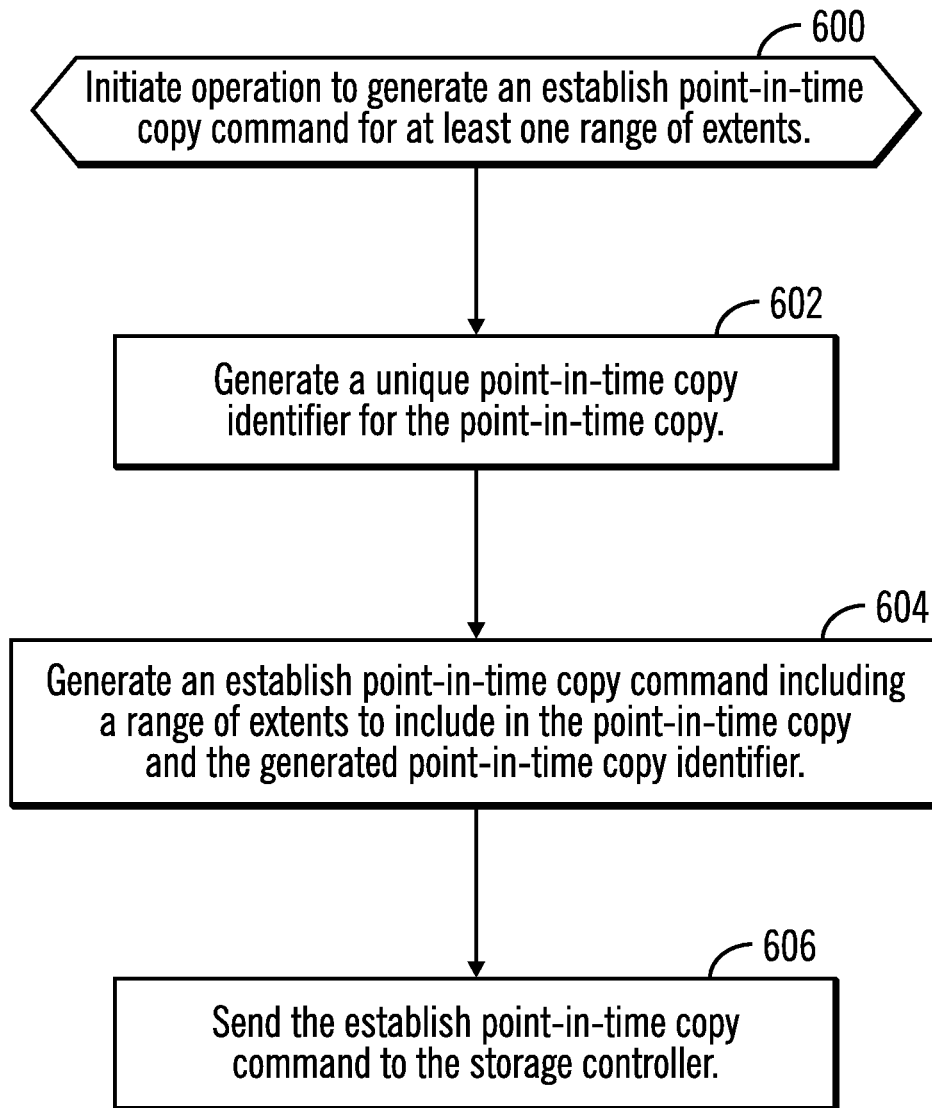 600
Initiate operation to generate an establish point-in-time
copy command for at least one range of extents.
602
Generate a unique point-in-time copy
identifier for the point-in-time copy.
604
Generate an establish point-in-time copy command including
a range of extents to include in the point-in-time copy
and the generated point-in-time copy identifier.
606
Send the establish point-in-time copy
command to the storage controller.